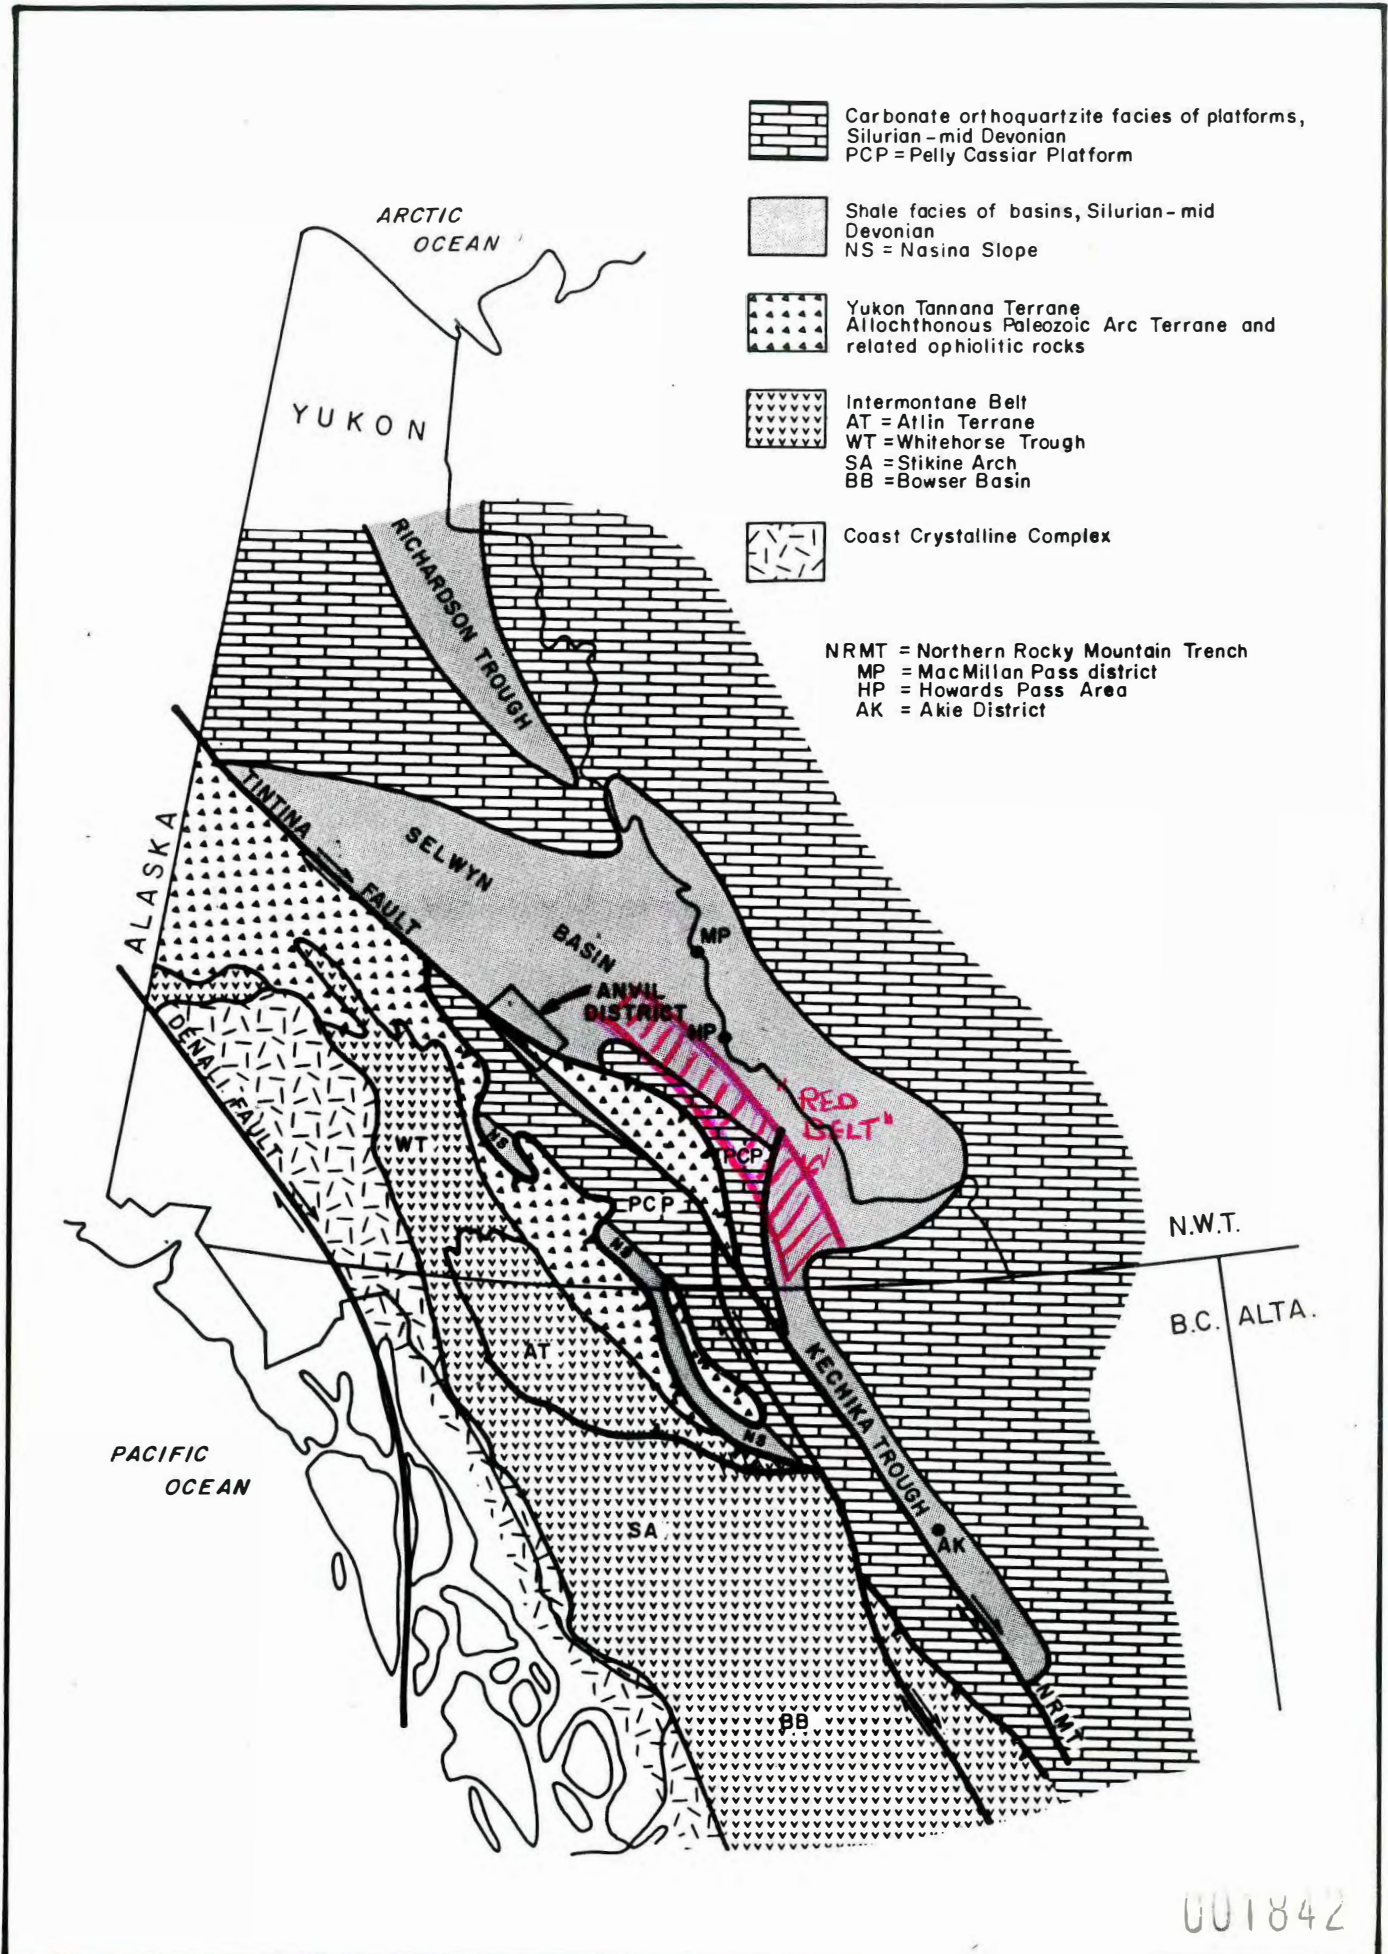 Carbonate orthoquartzite facies of platforms,
Silurian-mid Devonian
PCP = Pelly Cassiar Platform
Shale facies of basins, Silurian-mid
Devonian
NS = Nasina Slope
Yukon Tannana Terrane
Allochthonous Paleozoic Arc Terrane and
related ophiolitic rocks
Intermontane Belt
AT = Atlin Terrane
WT = Whitehorse Trough
SA = Stikine Arch
BB = Bowser Basin
Coast Crystalline Complex
NRMT = Northern Rocky Mountain Trench
MP = MacMillan Pass district
HP = Howards Pass Area
AK = Akie District
ARCTIC
OCEAN
YUKON
RICHARDSON TROUGH
ALASKA
TINTINA
FAULT
SELWYN
BASIN
MP
ANVIL
DISTRICT
HP
DENALI FAULT
"RED
BELT"
WT
NS
PCP
PCP
NS
N.W.T.
B.C.
ALTA.
AT
KECHIKA TROUGH
NS
PACIFIC
OCEAN
SA
AK
BB
NRMT
001842